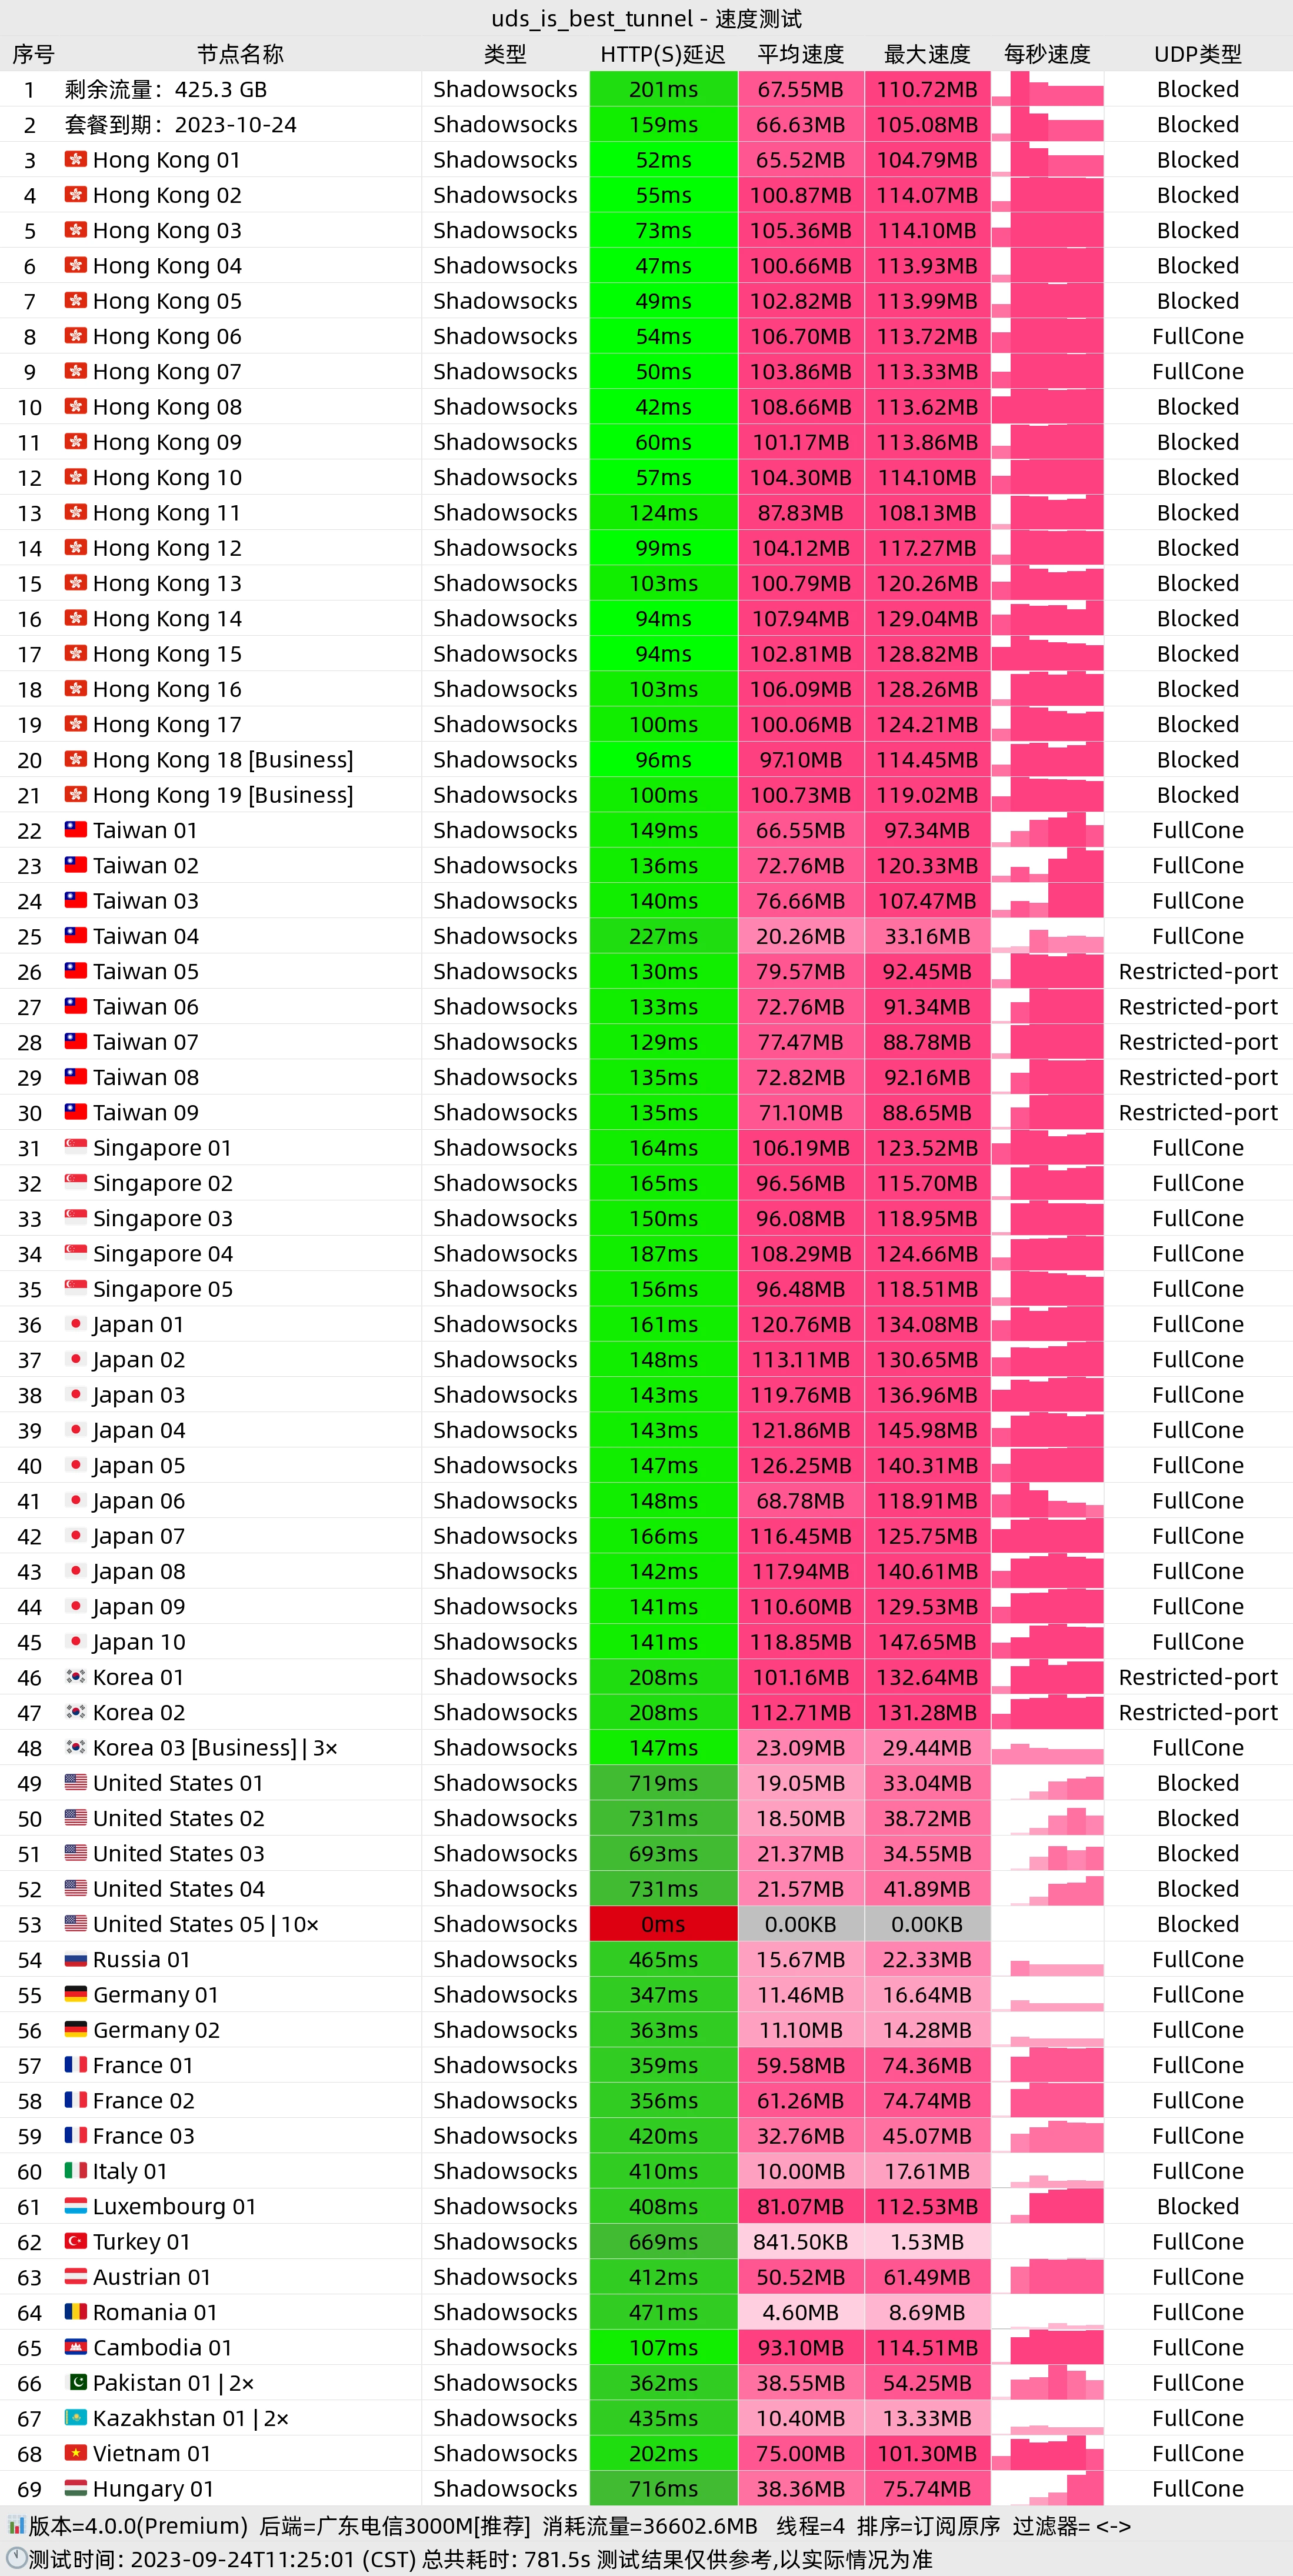 uds_is_best_tunnel - 速度测试
序号 节点名称 类型 HTTP(S)延迟 平均速度 最大速度 每秒速度 UDP类型
1 剩余流量：425.3 GB Shadowsocks 201ms 67.55MB 110.72MB Blocked
2 套餐到期：2023-10-24 Shadowsocks 159ms 66.63MB 105.08MB Blocked
3 Hong Kong 01 Shadowsocks 52ms 65.52MB 104.79MB Blocked
4 Hong Kong 02 Shadowsocks 55ms 100.87MB 114.07MB Blocked
5 Hong Kong 03 Shadowsocks 73ms 105.36MB 114.10MB Blocked
6 Hong Kong 04 Shadowsocks 47ms 100.66MB 113.93MB Blocked
7 Hong Kong 05 Shadowsocks 49ms 102.82MB 113.99MB Blocked
8 Hong Kong 06 Shadowsocks 54ms 106.70MB 113.72MB FullCone
9 Hong Kong 07 Shadowsocks 50ms 103.86MB 113.33MB FullCone
10 Hong Kong 08 Shadowsocks 42ms 108.66MB 113.62MB Blocked
11 Hong Kong 09 Shadowsocks 60ms 101.17MB 113.86MB Blocked
12 Hong Kong 10 Shadowsocks 57ms 104.30MB 114.10MB Blocked
13 Hong Kong 11 Shadowsocks 124ms 87.83MB 108.13MB Blocked
14 Hong Kong 12 Shadowsocks 99ms 104.12MB 117.27MB Blocked
15 Hong Kong 13 Shadowsocks 103ms 100.79MB 120.26MB Blocked
16 Hong Kong 14 Shadowsocks 94ms 107.94MB 129.04MB Blocked
17 Hong Kong 15 Shadowsocks 94ms 102.81MB 128.82MB Blocked
18 Hong Kong 16 Shadowsocks 103ms 106.09MB 128.26MB Blocked
19 Hong Kong 17 Shadowsocks 100ms 100.06MB 124.21MB Blocked
20 Hong Kong 18 [Business] Shadowsocks 96ms 97.10MB 114.45MB Blocked
21 Hong Kong 19 [Business] Shadowsocks 100ms 100.73MB 119.02MB Blocked
22 Taiwan 01 Shadowsocks 149ms 66.55MB 97.34MB FullCone
23 Taiwan 02 Shadowsocks 136ms 72.76MB 120.33MB FullCone
24 Taiwan 03 Shadowsocks 140ms 76.66MB 107.47MB FullCone
25 Taiwan 04 Shadowsocks 227ms 20.26MB 33.16MB FullCone
26 Taiwan 05 Shadowsocks 130ms 79.57MB 92.45MB Restricted-port
27 Taiwan 06 Shadowsocks 133ms 72.76MB 91.34MB Restricted-port
28 Taiwan 07 Shadowsocks 129ms 77.47MB 88.78MB Restricted-port
29 Taiwan 08 Shadowsocks 135ms 72.82MB 92.16MB Restricted-port
30 Taiwan 09 Shadowsocks 135ms 71.10MB 88.65MB Restricted-port
31 Singapore 01 Shadowsocks 164ms 106.19MB 123.52MB FullCone
32 Singapore 02 Shadowsocks 165ms 96.56MB 115.70MB FullCone
33 Singapore 03 Shadowsocks 150ms 96.08MB 118.95MB FullCone
34 Singapore 04 Shadowsocks 187ms 108.29MB 124.66MB FullCone
35 Singapore 05 Shadowsocks 156ms 96.48MB 118.51MB FullCone
36 Japan 01 Shadowsocks 161ms 120.76MB 134.08MB FullCone
37 Japan 02 Shadowsocks 148ms 113.11MB 130.65MB FullCone
38 Japan 03 Shadowsocks 143ms 119.76MB 136.96MB FullCone
39 Japan 04 Shadowsocks 143ms 121.86MB 145.98MB FullCone
40 Japan 05 Shadowsocks 147ms 126.25MB 140.31MB FullCone
41 Japan 06 Shadowsocks 148ms 68.78MB 118.91MB FullCone
42 Japan 07 Shadowsocks 166ms 116.45MB 125.75MB FullCone
43 Japan 08 Shadowsocks 142ms 117.94MB 140.61MB FullCone
44 Japan 09 Shadowsocks 141ms 110.60MB 129.53MB FullCone
45 Japan 10 Shadowsocks 141ms 118.85MB 147.65MB FullCone
46 Korea 01 Shadowsocks 208ms 101.16MB 132.64MB Restricted-port
47 Korea 02 Shadowsocks 208ms 112.71MB 131.28MB Restricted-port
48 Korea 03 [Business] | 3× Shadowsocks 147ms 23.09MB 29.44MB FullCone
49 United States 01 Shadowsocks 719ms 19.05MB 33.04MB Blocked
50 United States 02 Shadowsocks 731ms 18.50MB 38.72MB Blocked
51 United States 03 Shadowsocks 693ms 21.37MB 34.55MB Blocked
52 United States 04 Shadowsocks 731ms 21.57MB 41.89MB Blocked
53 United States 05 | 10× Shadowsocks 0ms 0.00KB 0.00KB Blocked
54 Russia 01 Shadowsocks 465ms 15.67MB 22.33MB FullCone
55 Germany 01 Shadowsocks 347ms 11.46MB 16.64MB FullCone
56 Germany 02 Shadowsocks 363ms 11.10MB 14.28MB FullCone
57 France 01 Shadowsocks 359ms 59.58MB 74.36MB FullCone
58 France 02 Shadowsocks 356ms 61.26MB 74.74MB FullCone
59 France 03 Shadowsocks 420ms 32.76MB 45.07MB FullCone
60 Italy 01 Shadowsocks 410ms 10.00MB 17.61MB FullCone
61 Luxembourg 01 Shadowsocks 408ms 81.07MB 112.53MB Blocked
62 Turkey 01 Shadowsocks 669ms 841.50KB 1.53MB FullCone
63 Austrian 01 Shadowsocks 412ms 50.52MB 61.49MB FullCone
64 Romania 01 Shadowsocks 471ms 4.60MB 8.69MB FullCone
65 Cambodia 01 Shadowsocks 107ms 93.10MB 114.51MB FullCone
66 Pakistan 01 | 2× Shadowsocks 362ms 38.55MB 54.25MB FullCone
67 Kazakhstan 01 | 2× Shadowsocks 435ms 10.40MB 13.33MB FullCone
68 Vietnam 01 Shadowsocks 202ms 75.00MB 101.30MB FullCone
69 Hungary 01 Shadowsocks 716ms 38.36MB 75.74MB FullCone
版本=4.0.0(Premium) 后端=广东电信3000M[推荐] 消耗流量=36602.6MB 线程=4 排序=订阅原序 过滤器= <->
测试时间: 2023-09-24T11:25:01 (CST) 总共耗时: 781.5s 测试结果仅供参考,以实际情况为准